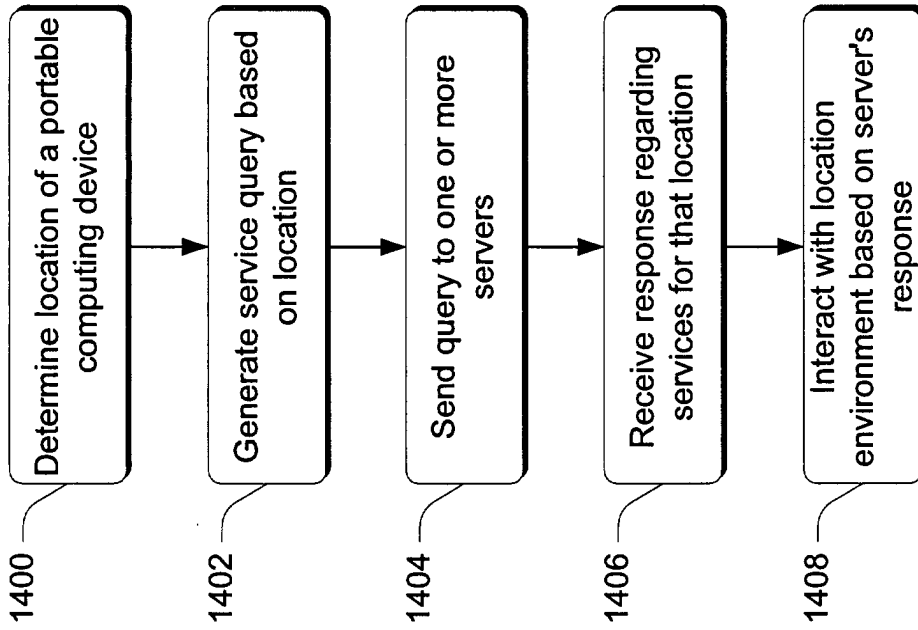 1400
Determine location of a portable
computing device
1402
Generate service query based
on location
1404
Send query to one or more
servers
1406
Receive response regarding
services for that location
1408
Interact with location
environment based on server's
response